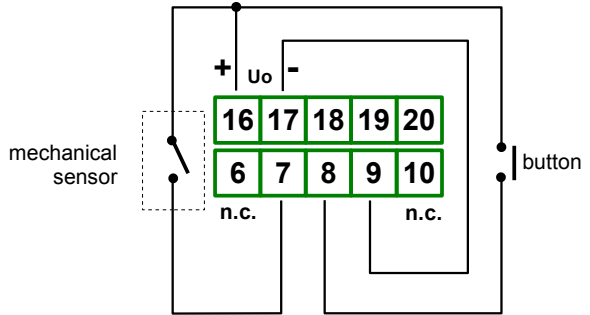 + Uo -
16 17 18 19 20
mechanical
sensor
6 7 8 9 10
button
n.c. n.c.